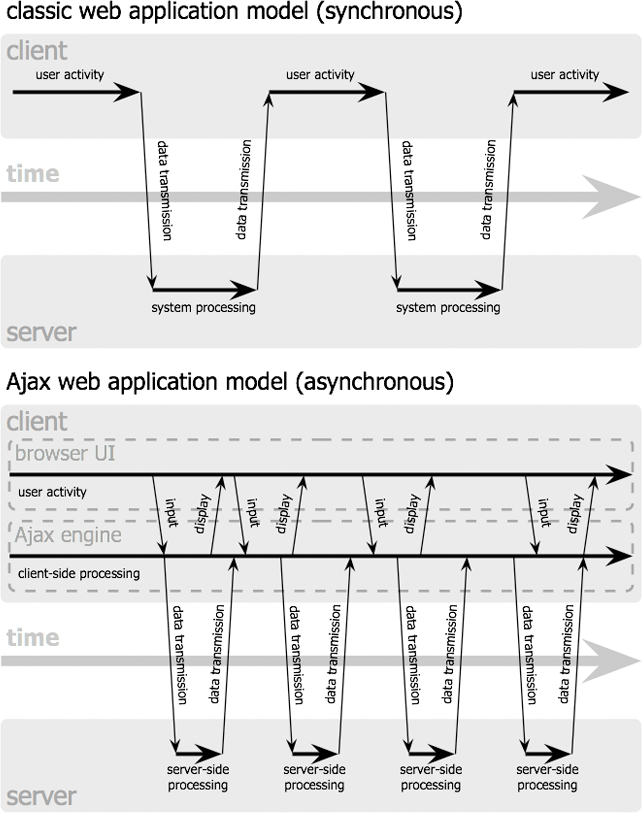 classic web application model (synchronous)
client
user activity
user activity
user activity
data transmission
data transmission
data transmission
data transmission
time
system processing
system processing
server
Ajax web application model (asynchronous)
client
browser UI
user activity
input
display
input
display
input
display
input
display
Ajax engine
client-side processing
data transmission
data transmission
data transmission
data transmission
data transmission
data transmission
data transmission
data transmission
time
server-side
processing
server-side
processing
server-side
processing
server-side
processing
server